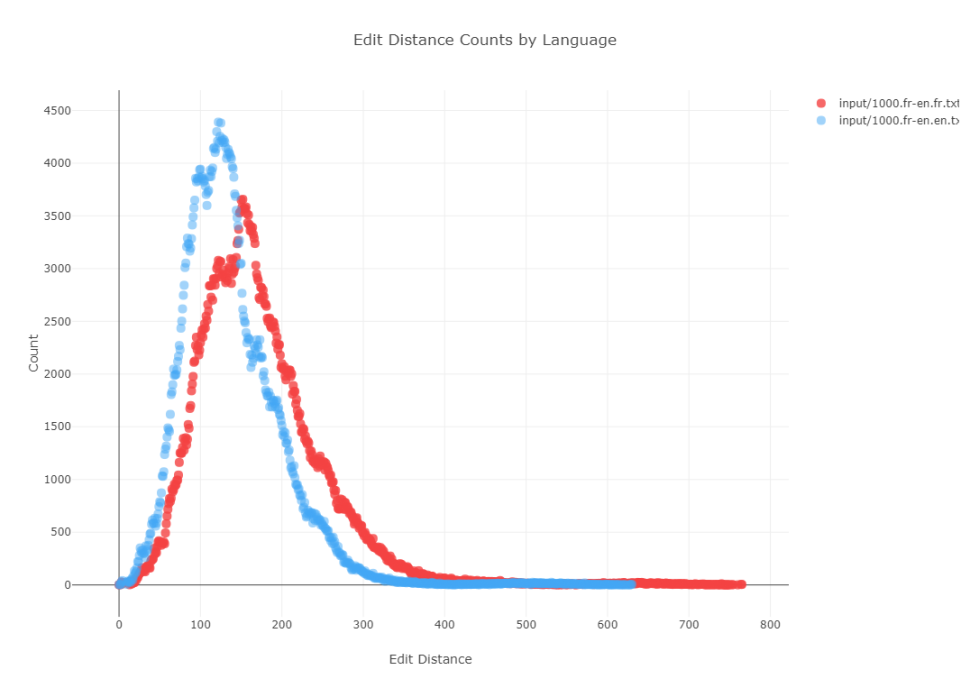 Edit Distance Counts by Language
input/1000.fr-en.fr.txt
input/1000.fr-en.en.tx
4500
4000
3500
3000
2500
2000
1500
1000
500
0
Count
0 100 200 300 400 500 600 700 800
Edit Distance